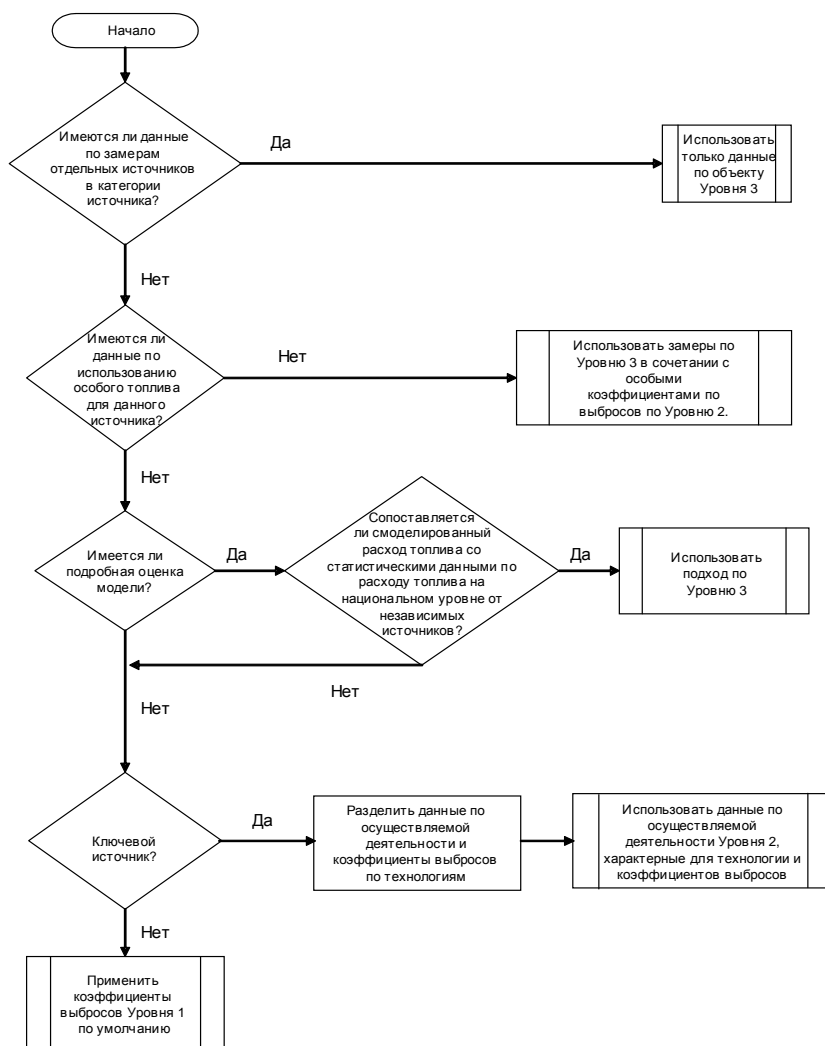 Начало
Имеются ли данные
по замерам
отдельных источников
в категории
источника?
Да
Использовать
только данные
по объекту
Уровня 3
Нет
Имеются ли
данные по
использованию
особого топлива
для данного
источника?
Нет
Использовать замеры по
Уровню 3 в сочетании с
особыми
коэффициентами по
выбросов по Уровню 2.
Нет
Имеется ли
подробная оценка
модели?
Да
Сопоставляется
ли смоделированный
расход топлива со
статистическими данными по
расходу топлива на
национальном уровне от
независимых
источников?
Да
Использовать
подход по
Уровню 3
Нет
Нет
Ключевой
источник?
Да
Разделить данные по
осуществляемой
деятельности и
коэффициенты выбросов
по технологиям
Использовать данные по
осуществляемой
деятельности Уровня 2,
характерные для технологии и
коэффициентов выбросов
Нет
Применить
коэффициенты
выбросов Уровня 1
по умолчанию